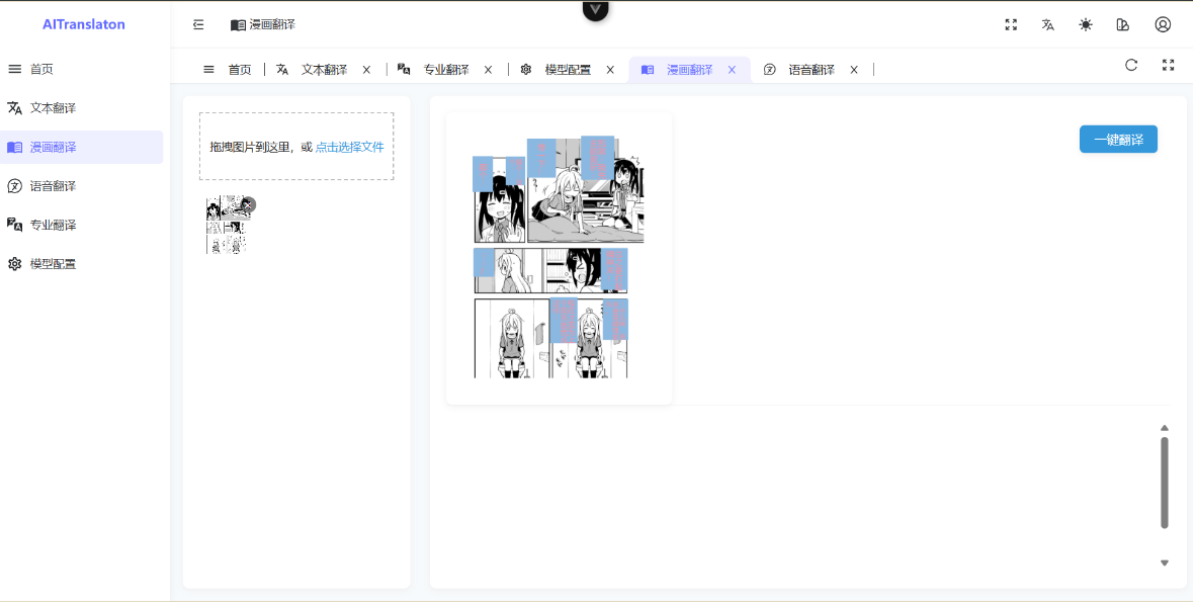 AITranslaton
漫画翻译
首页
文本翻译
漫画翻译
语音翻译
专业翻译
模型配置
首页 | 文本翻译 X | 专业翻译 X | 模型配置 X 漫画翻译 X 语音翻译 X |
拖拽图片到这里，或 点击选择文件
一键翻译